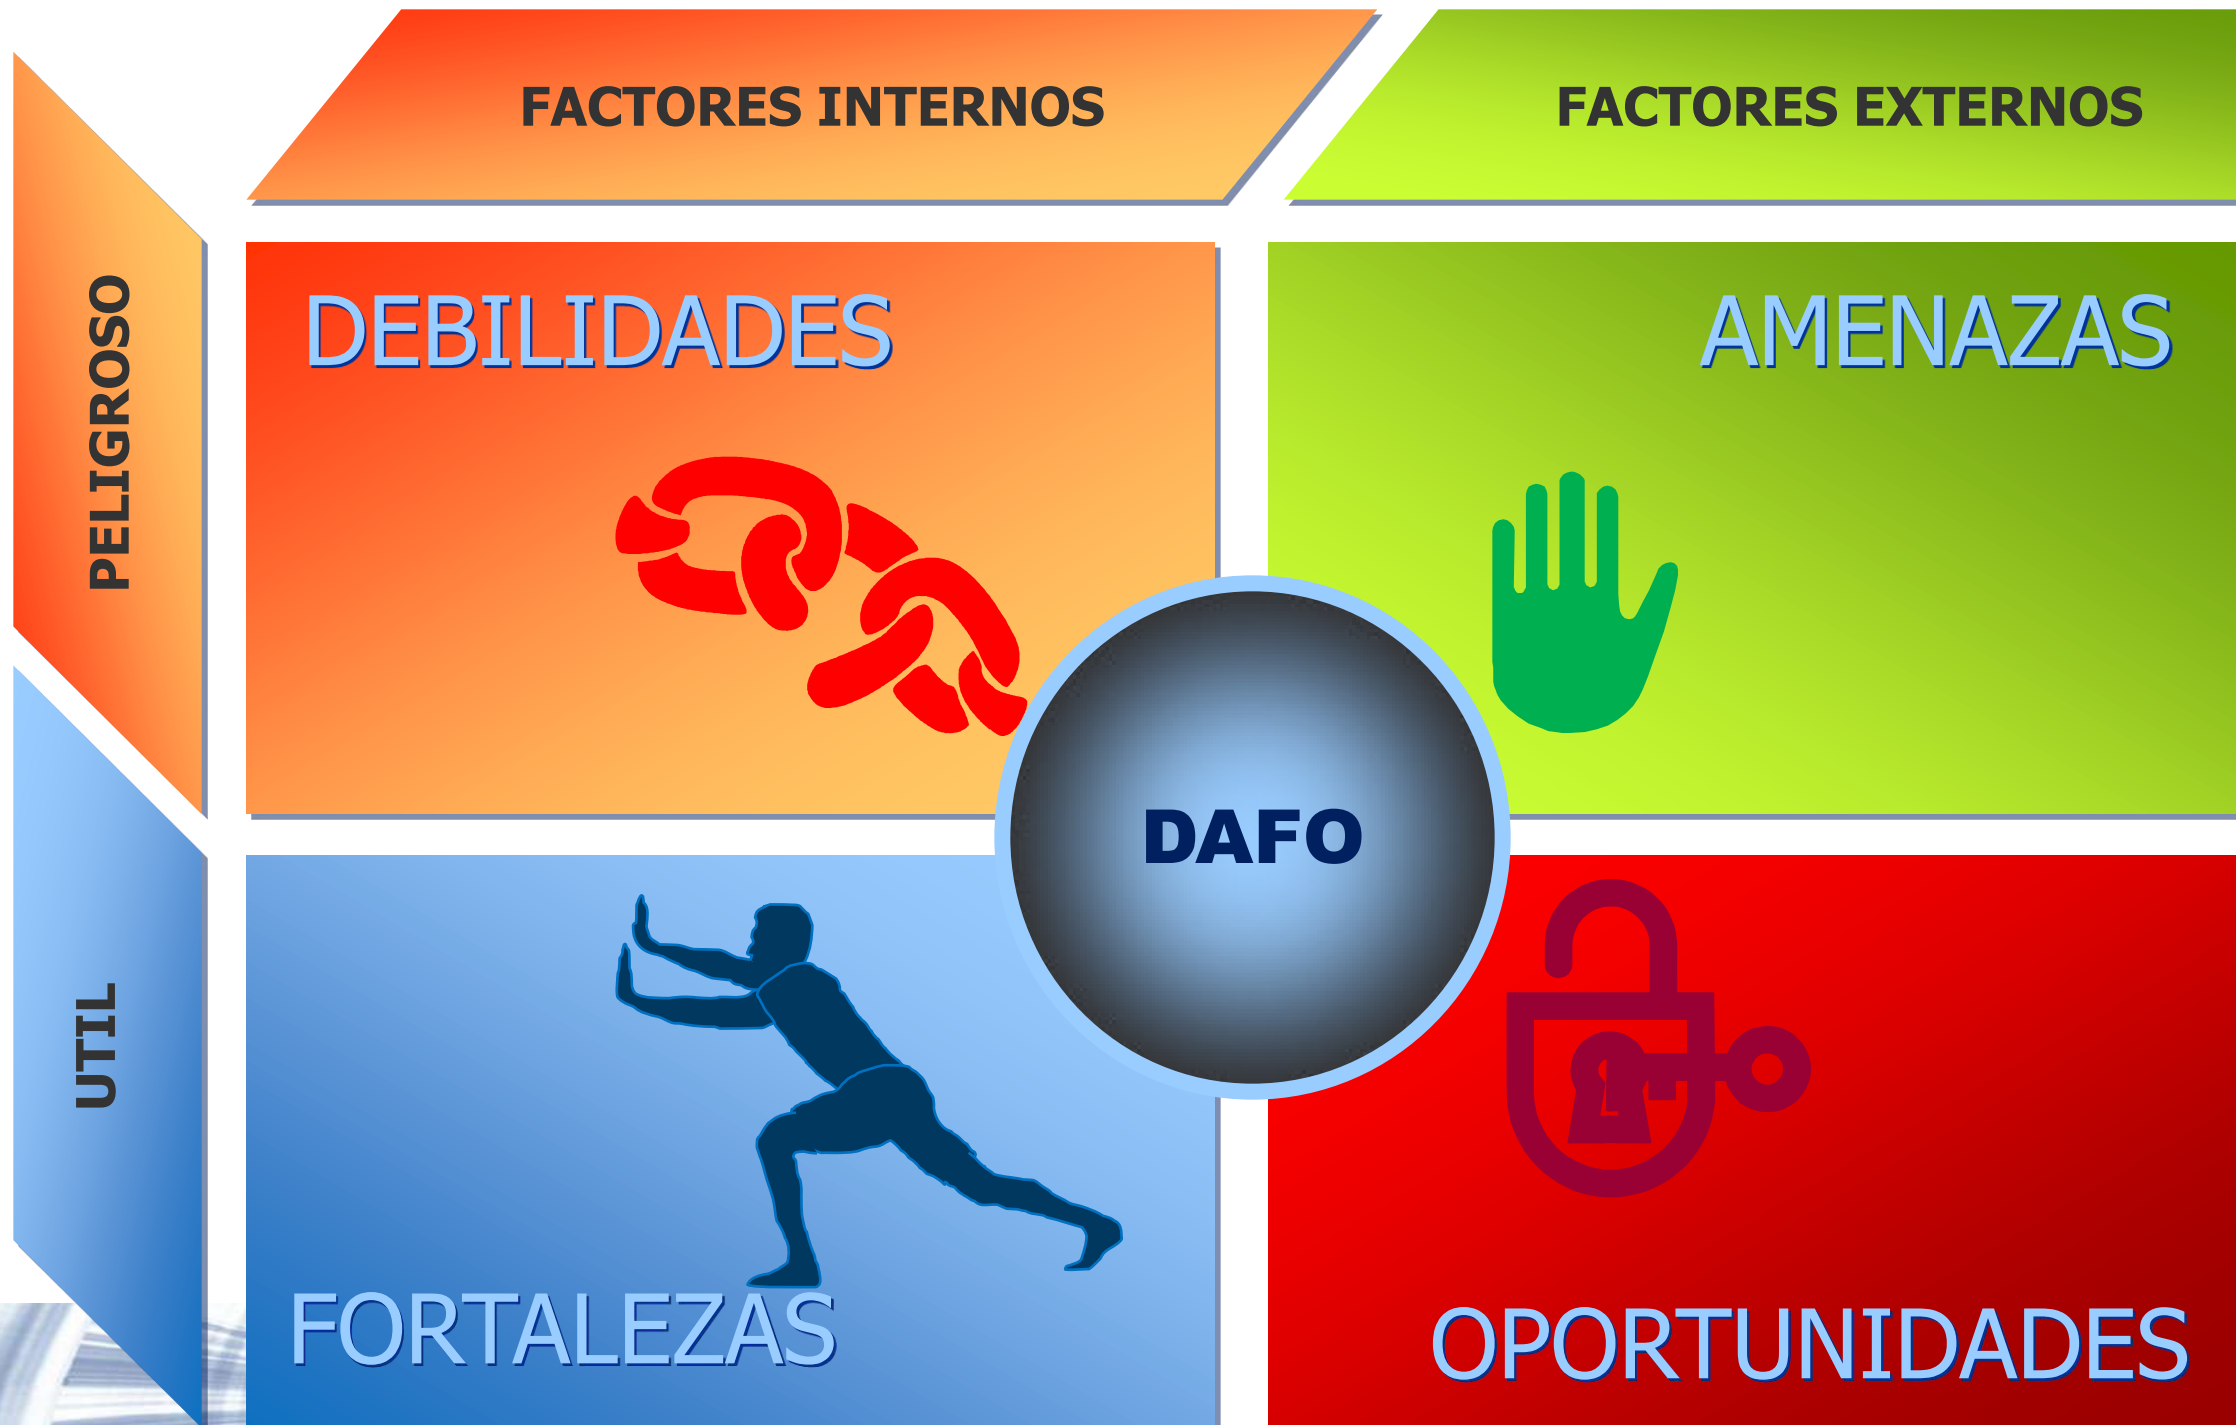 FACTORES INTERNOS
FACTORES EXTERNOS
PELIGROSO
DEBILIDADES
AMENAZAS
DAFO
UTIL
FORTALEZAS
OPORTUNIDADES